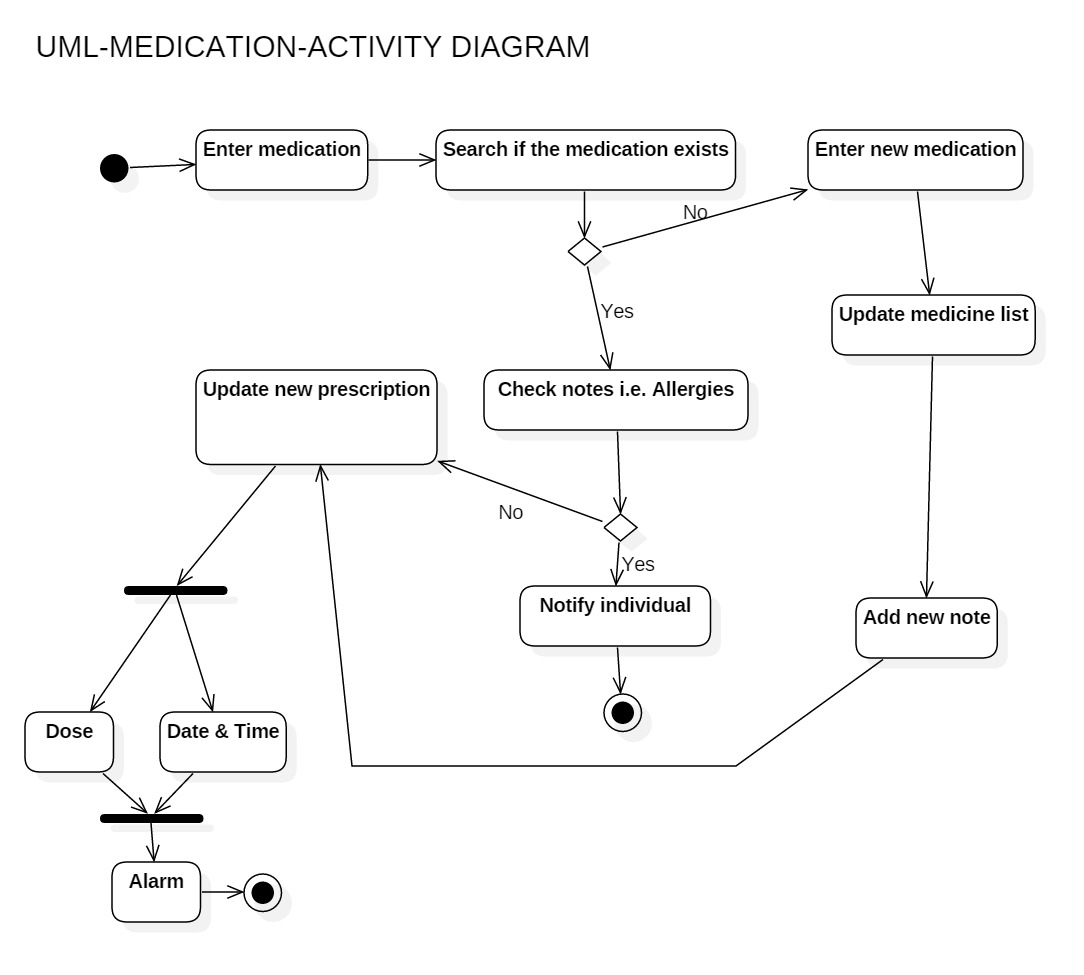 UML-MEDICATION-ACTIVITY DIAGRAM
Enter medication
Search if the medication exists
Enter new medication
No
Yes
Update medicine list
Update new prescription
Check notes i.e. Allergies
No
Yes
Notify individual
Add new note
Dose
Date & Time
Alarm